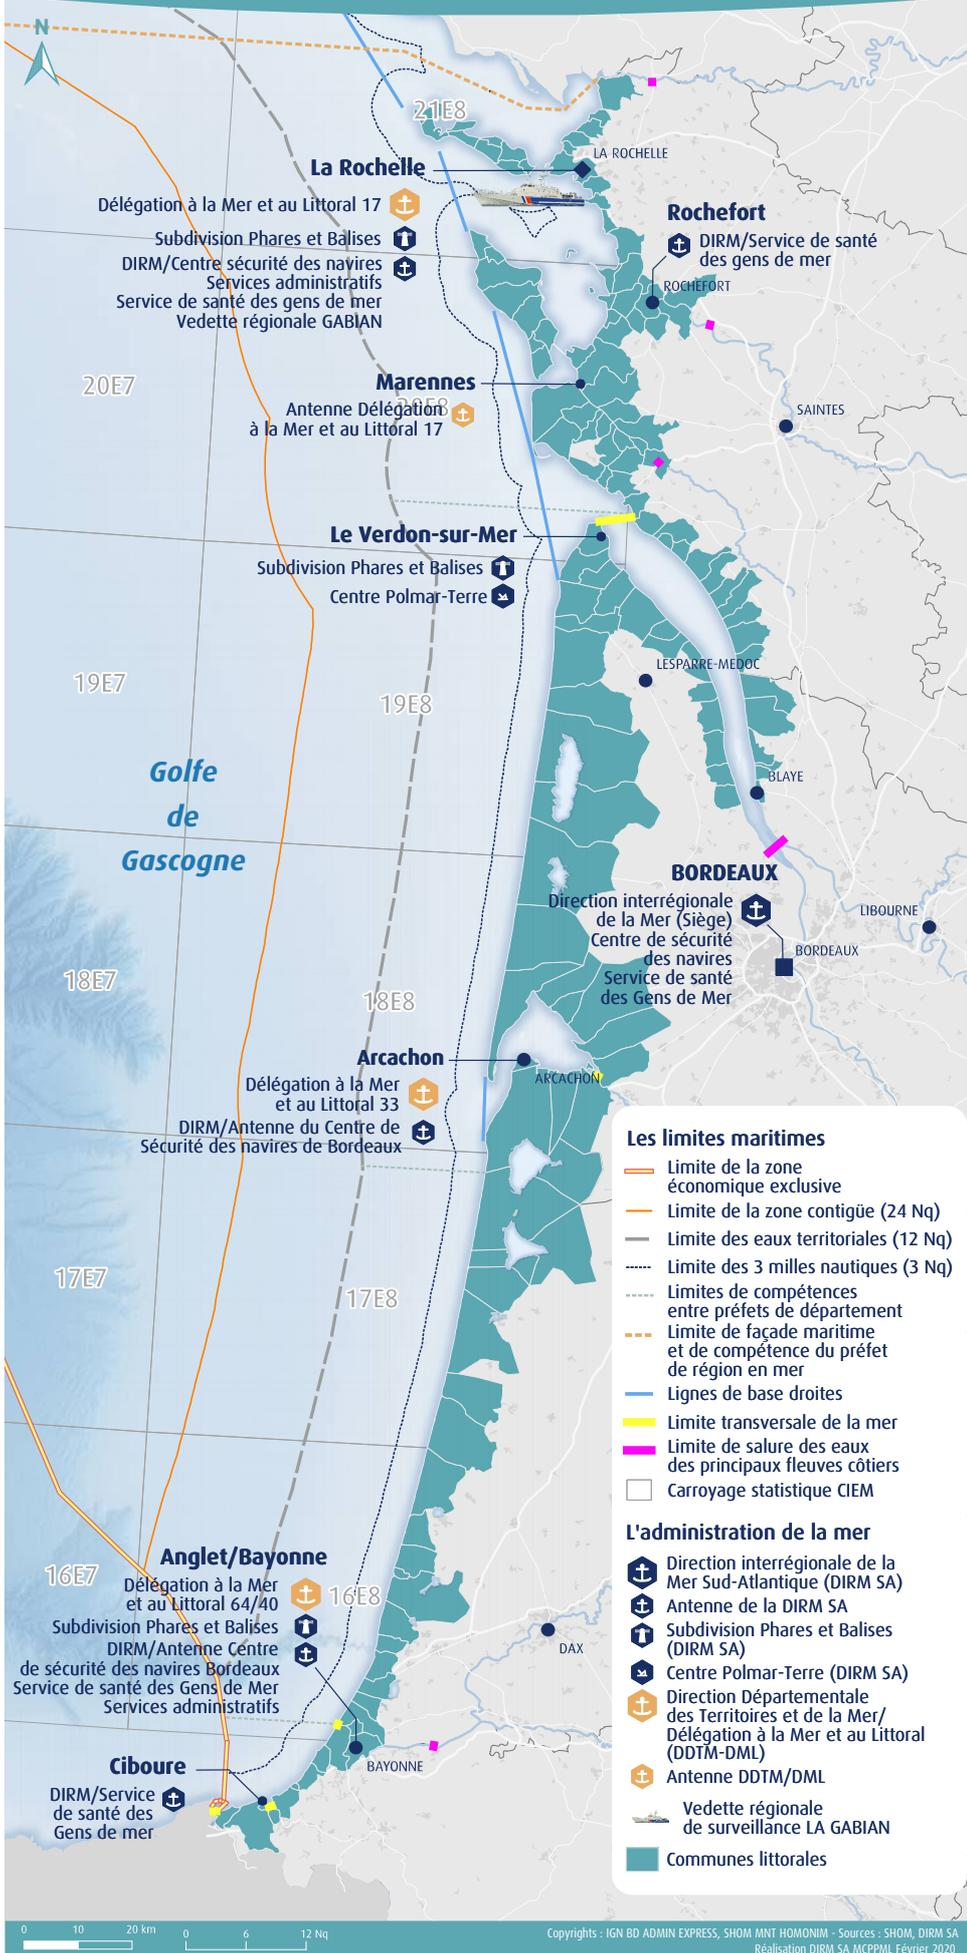 N
21E8
La Rochelle
LA ROCHELLE
Délégation à la Mer et au Littoral 17
Subdivision Phares et Balises
DIRM/Centre sécurité des navires
Services administratifs
Service de santé des gens de mer
Vedette régionale GABIAN
Rochefort
DIRM/Service de santé
des gens de mer
ROCHEFORT
20E7
20E8
Marennes
Antenne Délégation
à la Mer et au Littoral 17
SAINTES
Le Verdon-sur-Mer
Subdivision Phares et Balises
Centre Polmar-Terre
LESPARRE-MEDOC
19E7
19E8
Golfe
de
Gascogne
BLAYE
BORDEAUX
Direction interrégionale
de la Mer (Siège)
Centre de sécurité
des navires
Service de santé
des Gens de Mer
LIBOURNE
BORDEAUX
18E7
18E8
Arcachon
ARCACHON
Délégation à la Mer
et au Littoral 33
DIRM/Antenne du Centre de
Sécurité des navires de Bordeaux
17E7
17E8
Les limites maritimes
Limite de la zone
économique exclusive
Limite de la zone contigüe (24 Nq)
Limite des eaux territoriales (12 Nq)
Limite des 3 milles nautiques (3 Nq)
Limites de compétences
entre préfets de département
Limite de façade maritime
et de compétence du préfet
de région en mer
Lignes de base droites
Limite transversale de la mer
Limite de salure des eaux
des principaux fleuves côtiers
Carroyage statistique CIEM
L'administration de la mer
Direction interrégionale de la
Mer Sud-Atlantique (DIRM SA)
Antenne de la DIRM SA
Subdivision Phares et Balises
(DIRM SA)
Centre Polmar-Terre (DIRM SA)
Direction Départementale
des Territoires et de la Mer/
Délégation à la Mer et au Littoral
(DDTM-DML)
Antenne DDTM/DML
Vedette régionale
de surveillance LA GABIAN
Communes littorales
16E7
16E8
Anglet/Bayonne
Délégation à la Mer
et au Littoral 64/40
Subdivision Phares et Balises
DIRM/Antenne Centre
de sécurité des navires Bordeaux
Service de santé des Gens de Mer
Services administratifs
DAX
BAYONNE
Ciboure
DIRM/Service
de santé des
Gens de mer
0 10 20 km
0 6 12 Nq
Copyrights : IGN BD ADMIN EXPRESS, SHOM MNT HOMONIM - Sources : SHOM, DIRM SA
Réalisation DIRM SA MCPPML Février 2020